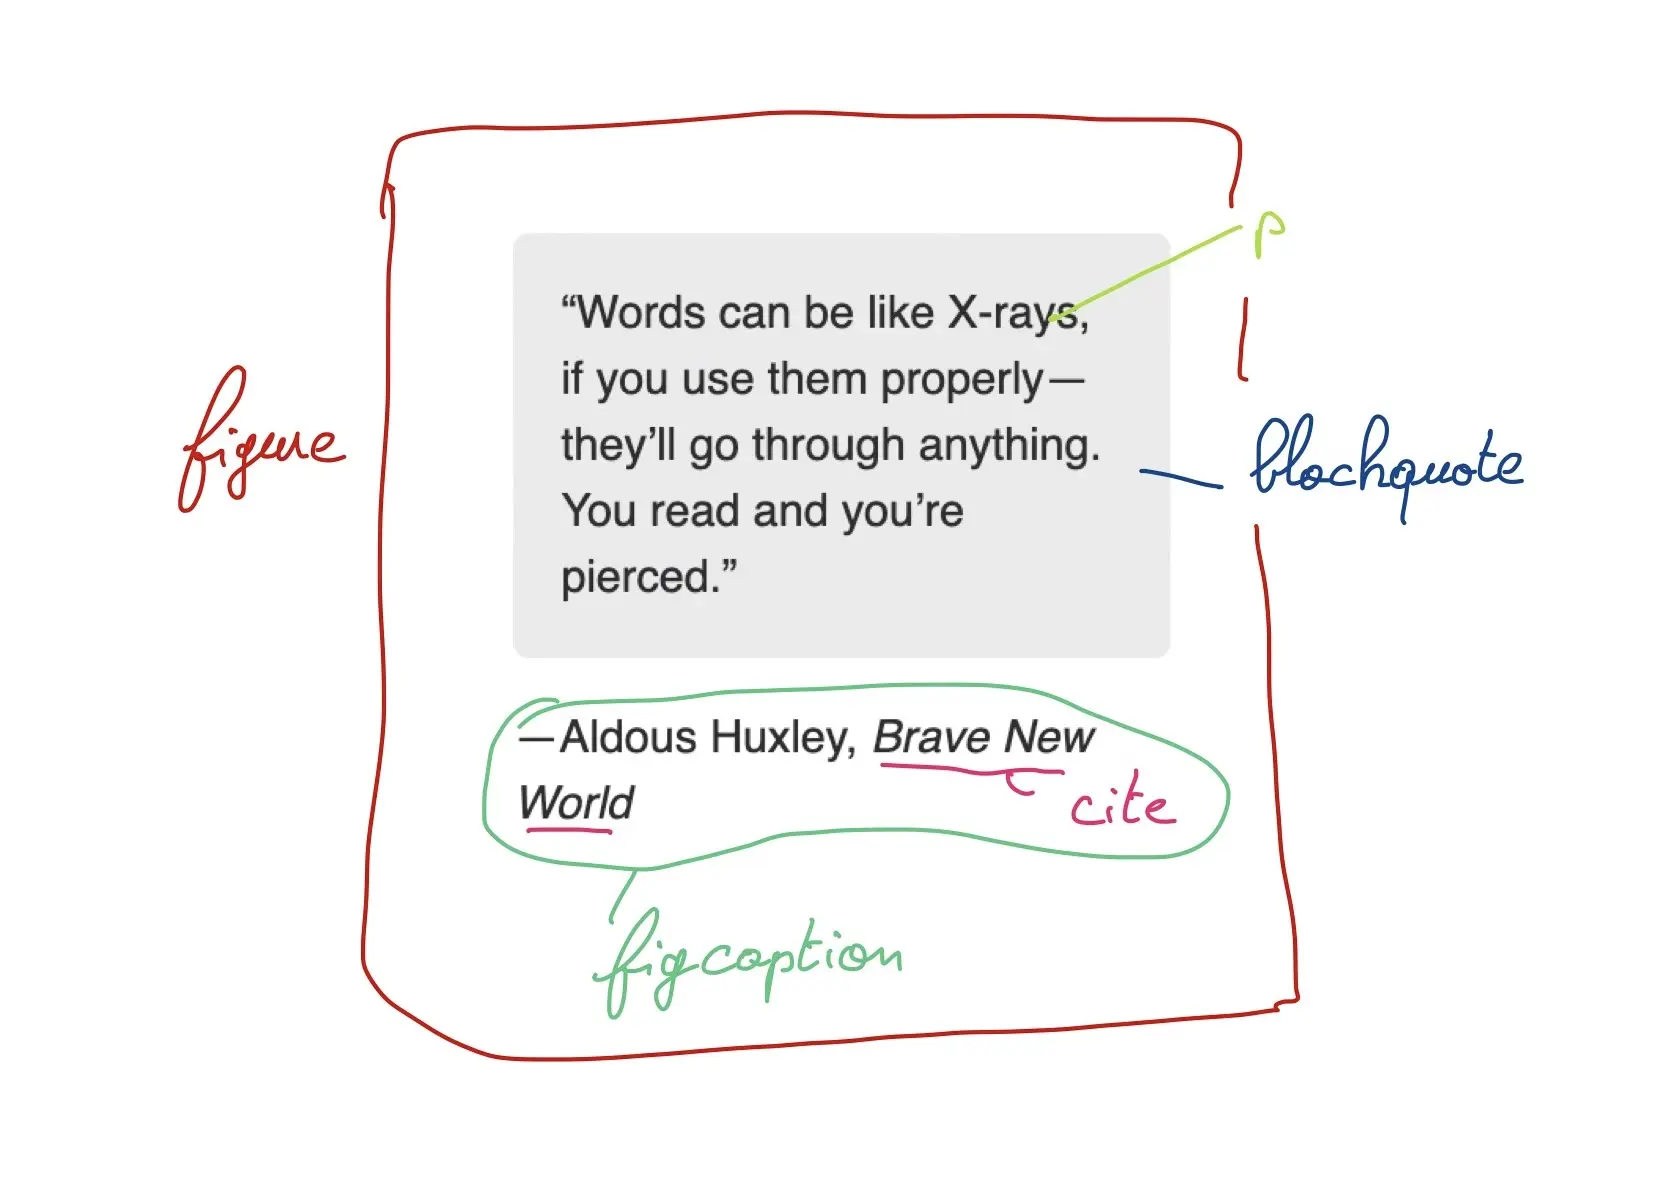 p
“Words can be like X-rays,
if you use them properly—
they’ll go through anything.
You read and you’re
pierced.”
figure
blockquote
—Aldous Huxley, Brave New
World
cite
figcaption